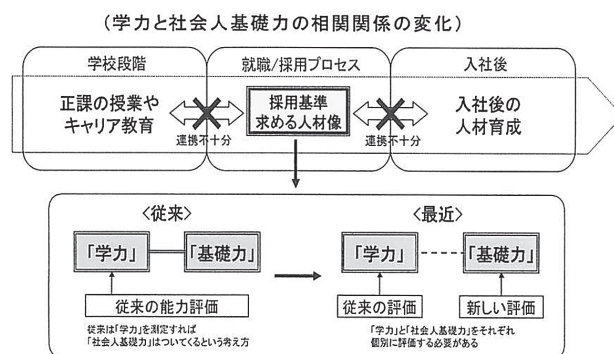 (学力と社会人基礎力の相関関係の変化)
学校段階
就職/採用プロセス
入社後
正課の授業や
キャリア教育
連携不十分
採用基準
求める人材像
連携不十分
入社後の
人材育成
<従来>
「学力」
「基礎力」
従来の能力評価
従来は「学力」を測定すれば
「社会人基礎力」はついてくるという考え方
<最近>
「学力」
「基礎力」
従来の評価
新しい評価
「学力」と「社会人基礎力」をそれぞれ
個別に評価する必要がある